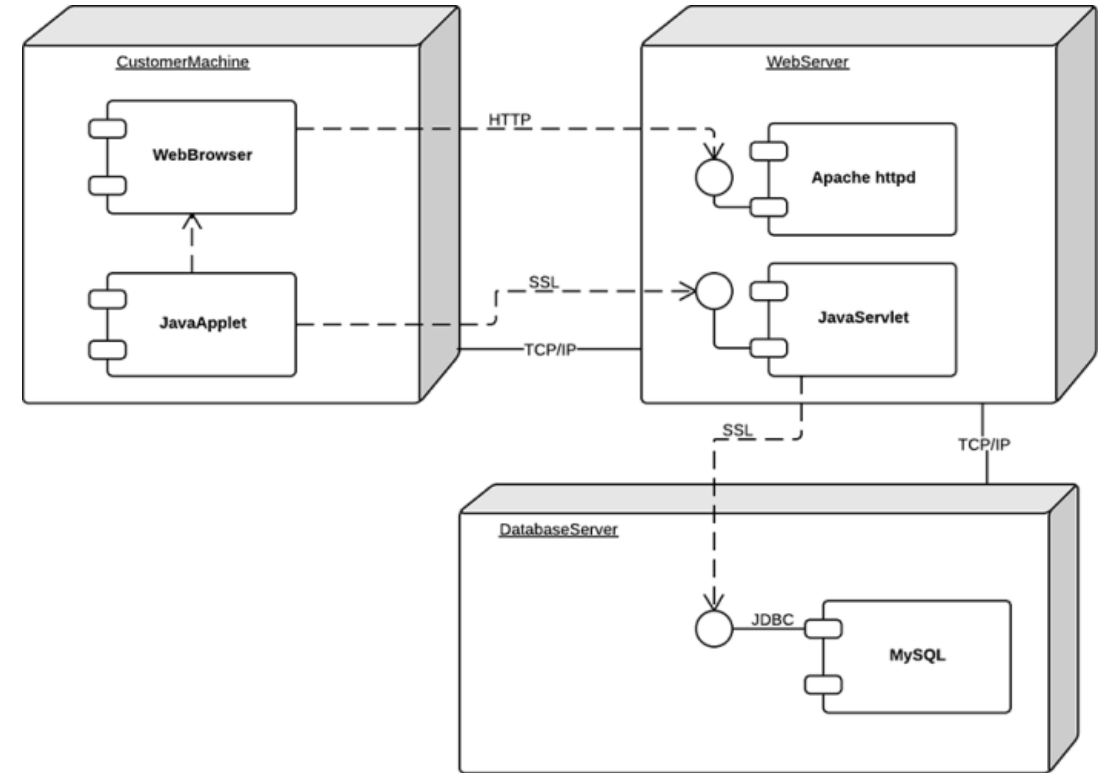 CustomerMachine
WebServer
HTTP
WebBrowser
Apache httpd
SSL
JavaApplet
JavaServlet
TCP/IP
SSL
TCP/IP
DatabaseServer
JDBC
MySQL